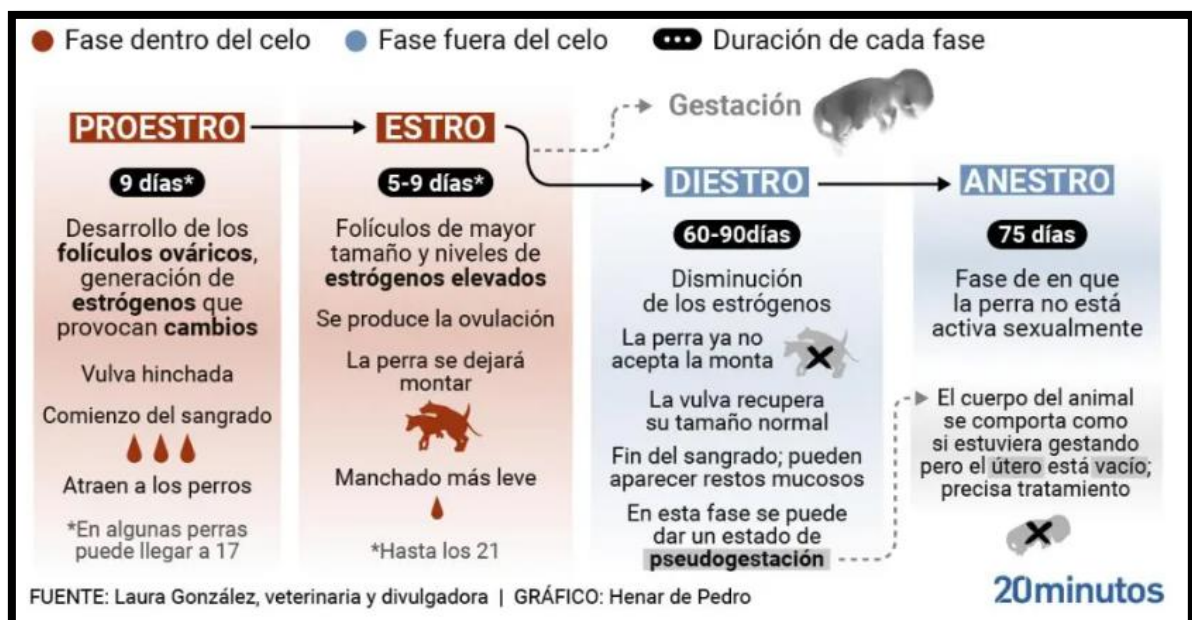 Fase dentro del celo
Fase fuera del celo
Duración de cada fase
Gestación
PROESTRO
9 días*
Desarrollo de los
folículos ováricos,
generación de
estrógenos que
provocan cambios
Vulva hinchada
Comienzo del sangrado
Atraen a los perros
*En algunas perras
puede llegar a 17
ESTRO
5-9 días*
Folículos de mayor
tamaño y niveles de
estrógenos elevados
Se produce la ovulación
La perra se dejará
montar
Manchado más leve
*Hasta los 21
DIESTRO
60-90días
Disminución
de los estrógenos
La perra ya no
acepta la monta
La vulva recupera
su tamaño normal
Fin del sangrado; pueden
aparecer restos mucosos
En esta fase se puede
dar un estado de
pseudogestación
ANESTRO
75 días
Fase de en que
la perra no está
activa sexualmente
El cuerpo del animal
se comporta como
si estuviera gestando
pero el útero está vacío;
precisa tratamiento
FUENTE: Laura González, veterinaria y divulgadora | GRÁFICO: Henar de Pedro
20minutos